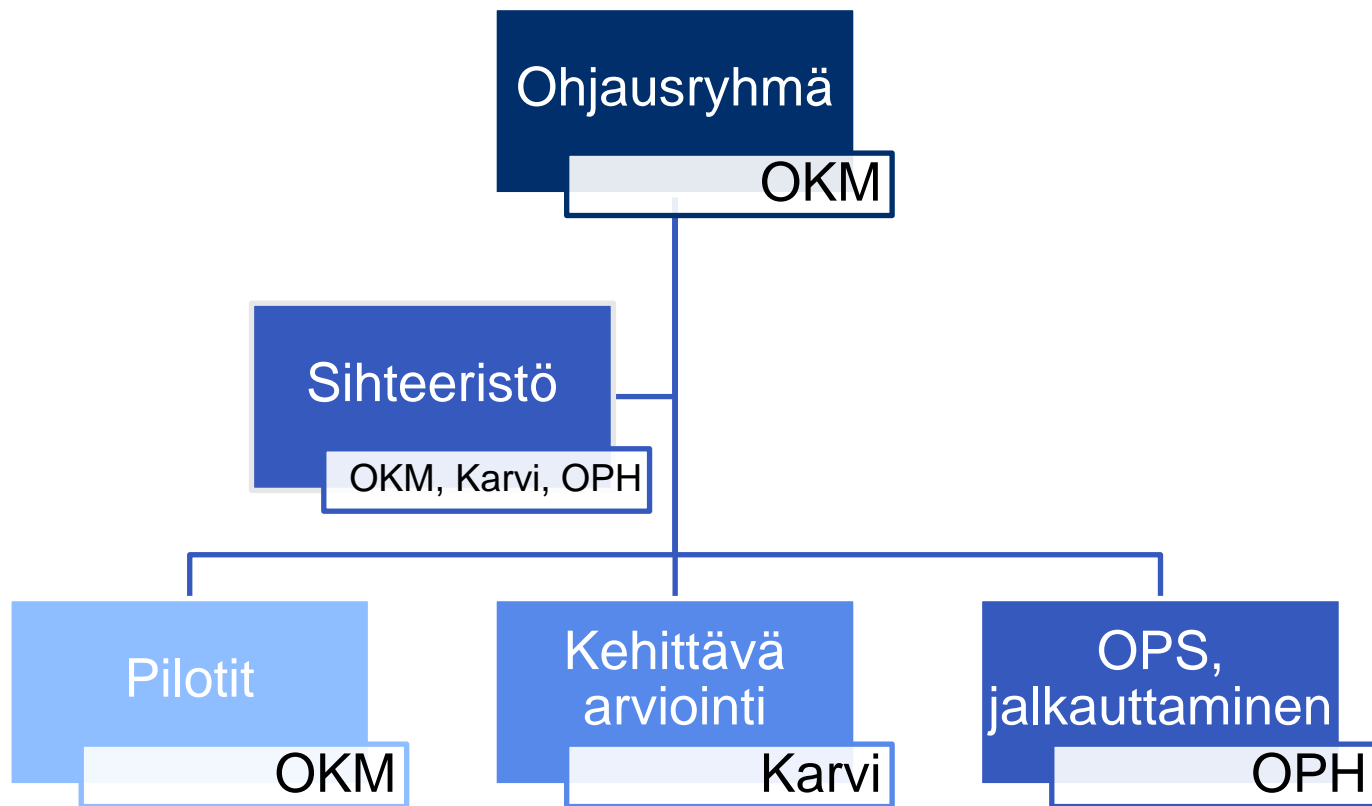 Ohjausryhmä
OKM
Sihteeristö
OKM, Karvi, OPH
Pilotit
OKM
Kehittävä
arviointi
Karvi
OPS,
jalkauttaminen
OPH